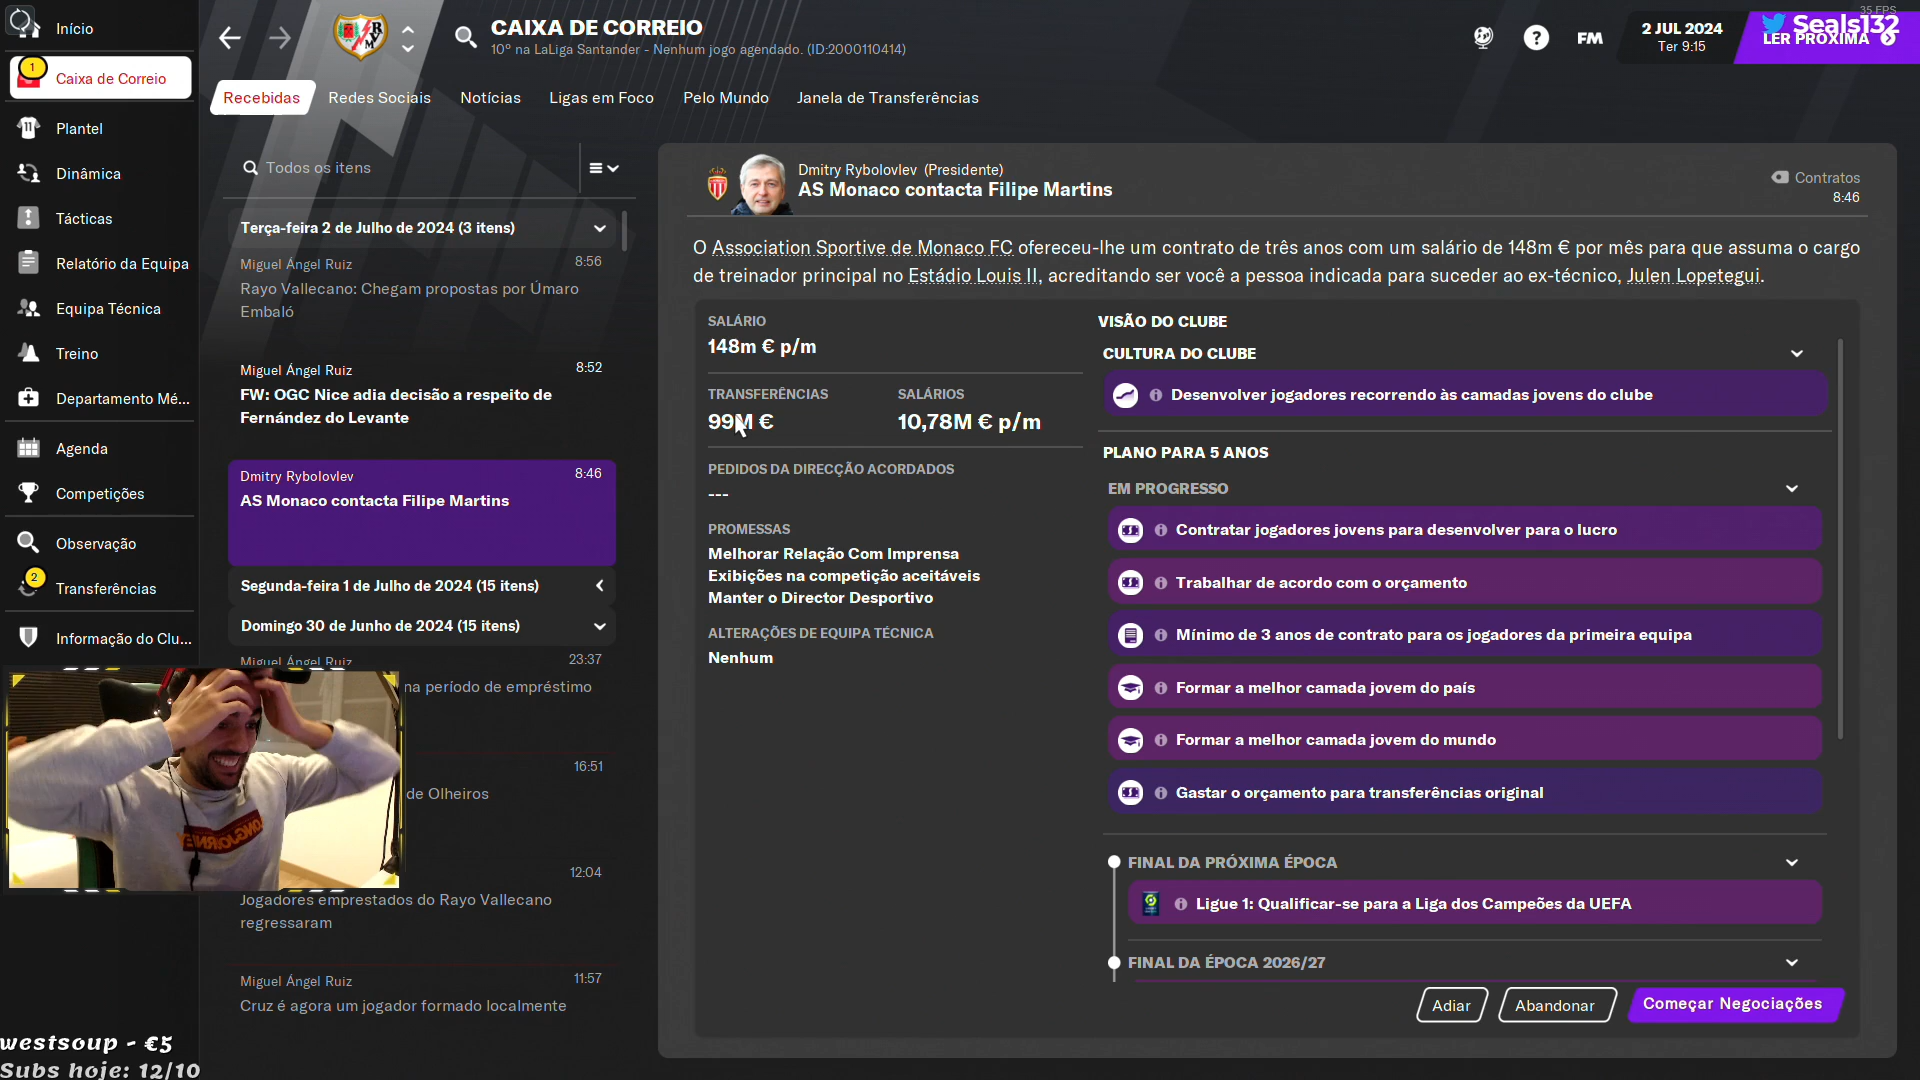 Início
1
Caixa de Correio
Plantel
Dinâmica
Tácticas
Relatório da Equipa
Equipa Técnica
Treino
Departamento Mé...
Agenda
Competições
Observação
2
Transferências
Informação do Clu...
CAIXA DE CORREIO
10º na LaLiga Santander - Nenhum jogo agendado. (ID:2000110414)
35 FPS
FM
2 JUL 2024
Ter 9:15
Seals132
LER PRÓXIMA
Recebidas
Redes Sociais
Notícias
Ligas em Foco
Pelo Mundo
Janela de Transferências
Todos os itens
Terça-feira 2 de Julho de 2024 (3 itens)
Miguel Ángel Ruiz
8:56
Rayo Vallecano: Chegam propostas por Úmaro
Embaló
Miguel Ángel Ruiz
8:52
FW: OGC Nice adia decisão a respeito de
Fernández do Levante
Dmitry Rybolovlev
8:46
AS Monaco contacta Filipe Martins
Segunda-feira 1 de Julho de 2024 (15 itens)
Domingo 30 de Junho de 2024 (15 itens)
Miguel Ángel Ruiz
23:37
na período de empréstimo
16:51
de Olheiros
12:04
Jogadores emprestados do Rayo Vallecano
regressaram
Miguel Ángel Ruiz
11:57
Cruz é agora um jogador formado localmente
Dmitry Rybolovlev (Presidente)
AS Monaco contacta Filipe Martins
Contratos
8:46
O Association Sportive de Monaco FC ofereceu-lhe um contrato de três anos com um salário de 148m € por mês para que assuma o cargo
de treinador principal no Estádio Louis II, acreditando ser você a pessoa indicada para suceder ao ex-técnico, Julen Lopetegui.
SALÁRIO
148m € p/m
TRANSFERÊNCIAS
99M €
SALÁRIOS
10,78M € p/m
PEDIDOS DA DIRECÇÃO ACORDADOS
---
PROMESSAS
Melhorar Relação Com Imprensa
Exibições na competição aceitáveis
Manter o Director Desportivo
ALTERAÇÕES DE EQUIPA TÉCNICA
Nenhum
VISÃO DO CLUBE
CULTURA DO CLUBE
Desenvolver jogadores recorrendo às camadas jovens do clube
PLANO PARA 5 ANOS
EM PROGRESSO
Contratar jogadores jovens para desenvolver para o lucro
Trabalhar de acordo com o orçamento
Mínimo de 3 anos de contrato para os jogadores da primeira equipa
Formar a melhor camada jovem do país
Formar a melhor camada jovem do mundo
Gastar o orçamento para transferências original
FINAL DA PRÓXIMA ÉPOCA
Ligue 1: Qualificar-se para a Liga dos Campeões da UEFA
FINAL DA ÉPOCA 2026/27
Adiar
Abandonar
Começar Negociações
westsoup - €5
Subs hoje: 12/10